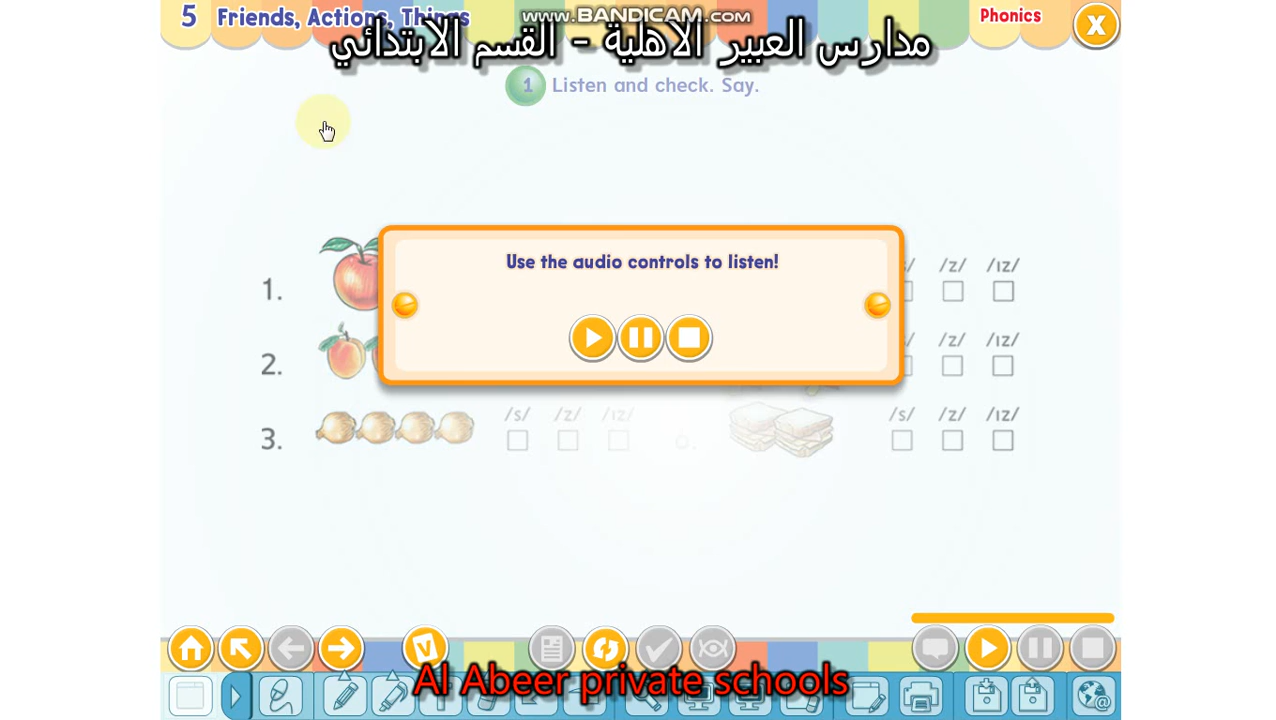 5 Friends, Actions, Things
WWW.BANDICAM.COM
Phonics
X
مدارس العبير الاهلية - القسم الابتدائي
1 Listen and check. Say.
Use the audio controls to listen!
1. /z/ /ɪz/
2. /z/ /ɪz/
3. /s/ /z/ /ɪz/ 6. /s/ /z/ /ɪz/
V
Al Abeer private schools